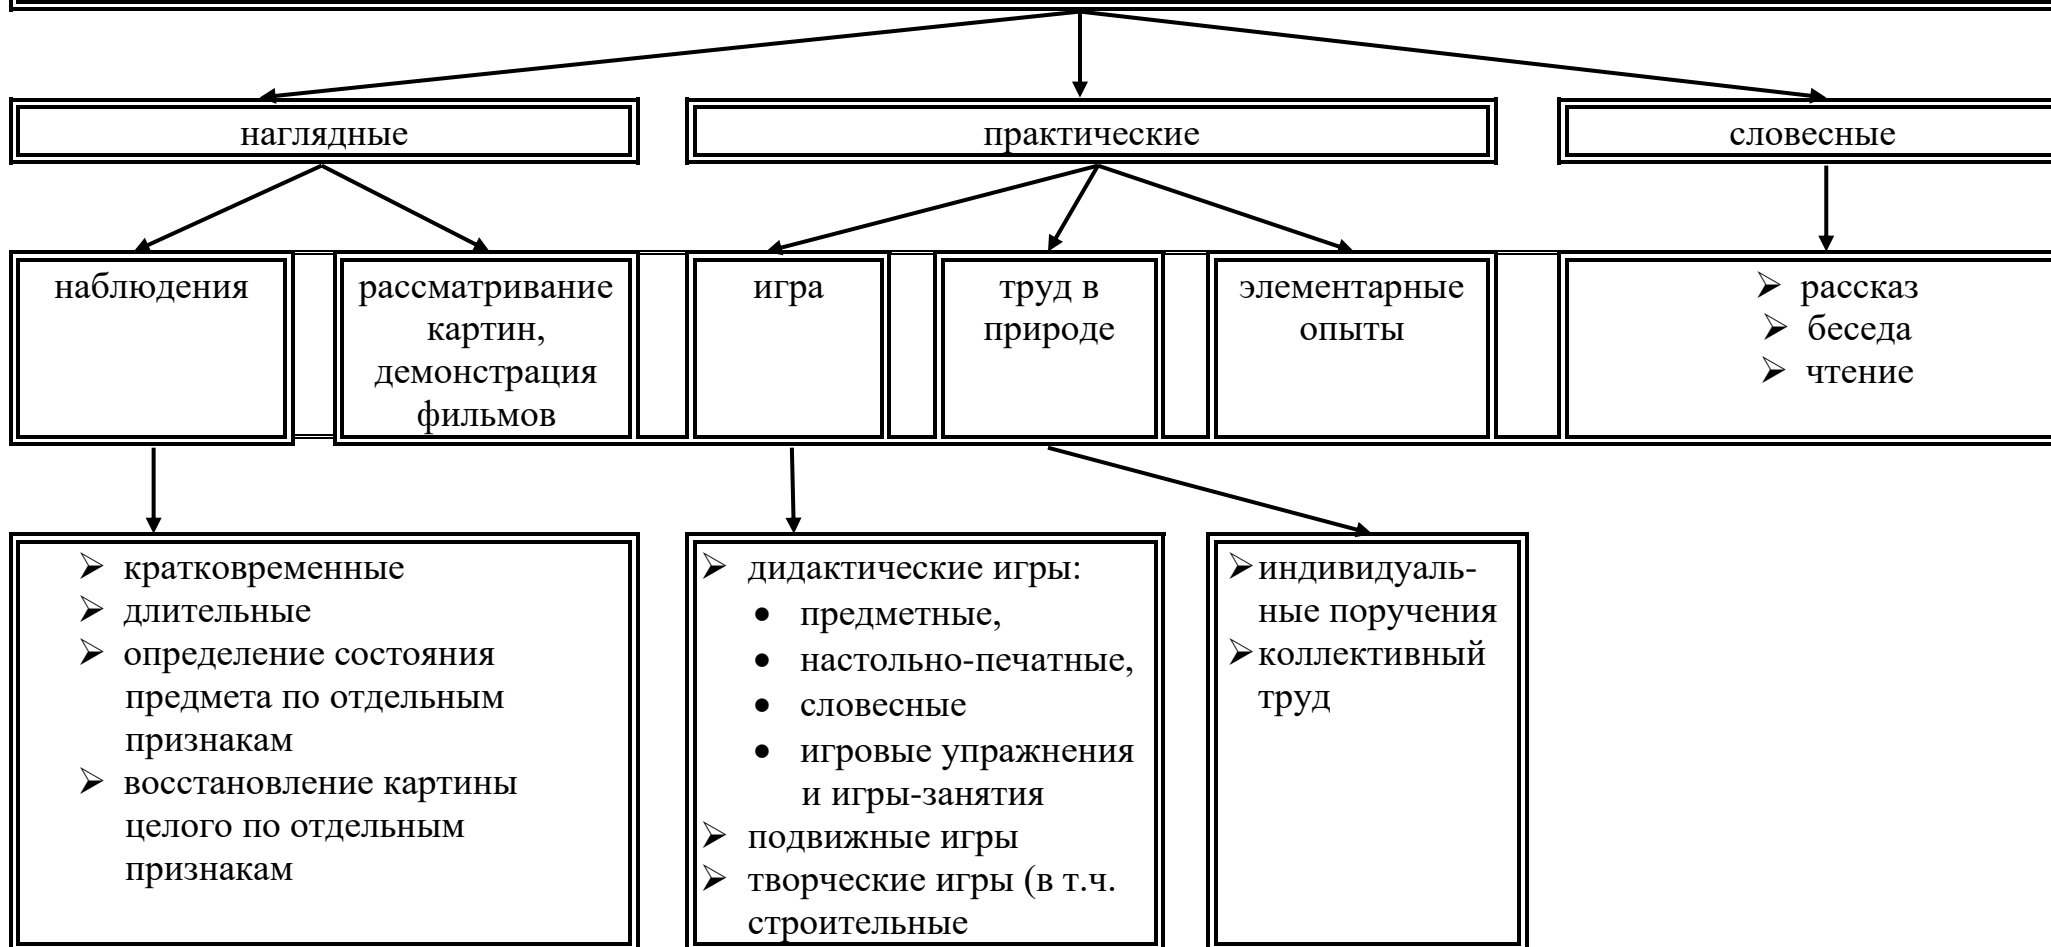 наглядные
практические
словесные
наблюдения
рассматривание
картин,
демонстрация
фильмов
игра
труд в
природе
элементарные
опыты
➢ рассказ
➢ беседа
➢ чтение
➢ кратковременные
➢ длительные
➢ определение состояния
предмета по отдельным
признакам
➢ восстановление картины
целого по отдельным
признакам
➢ дидактические игры:
• предметные,
• настольно-печатные,
• словесные
• игровые упражнения
и игры-занятия
➢ подвижные игры
➢ творческие игры (в т.ч.
строительные
➢ индивидуаль-
ные поручения
➢ коллективный
труд